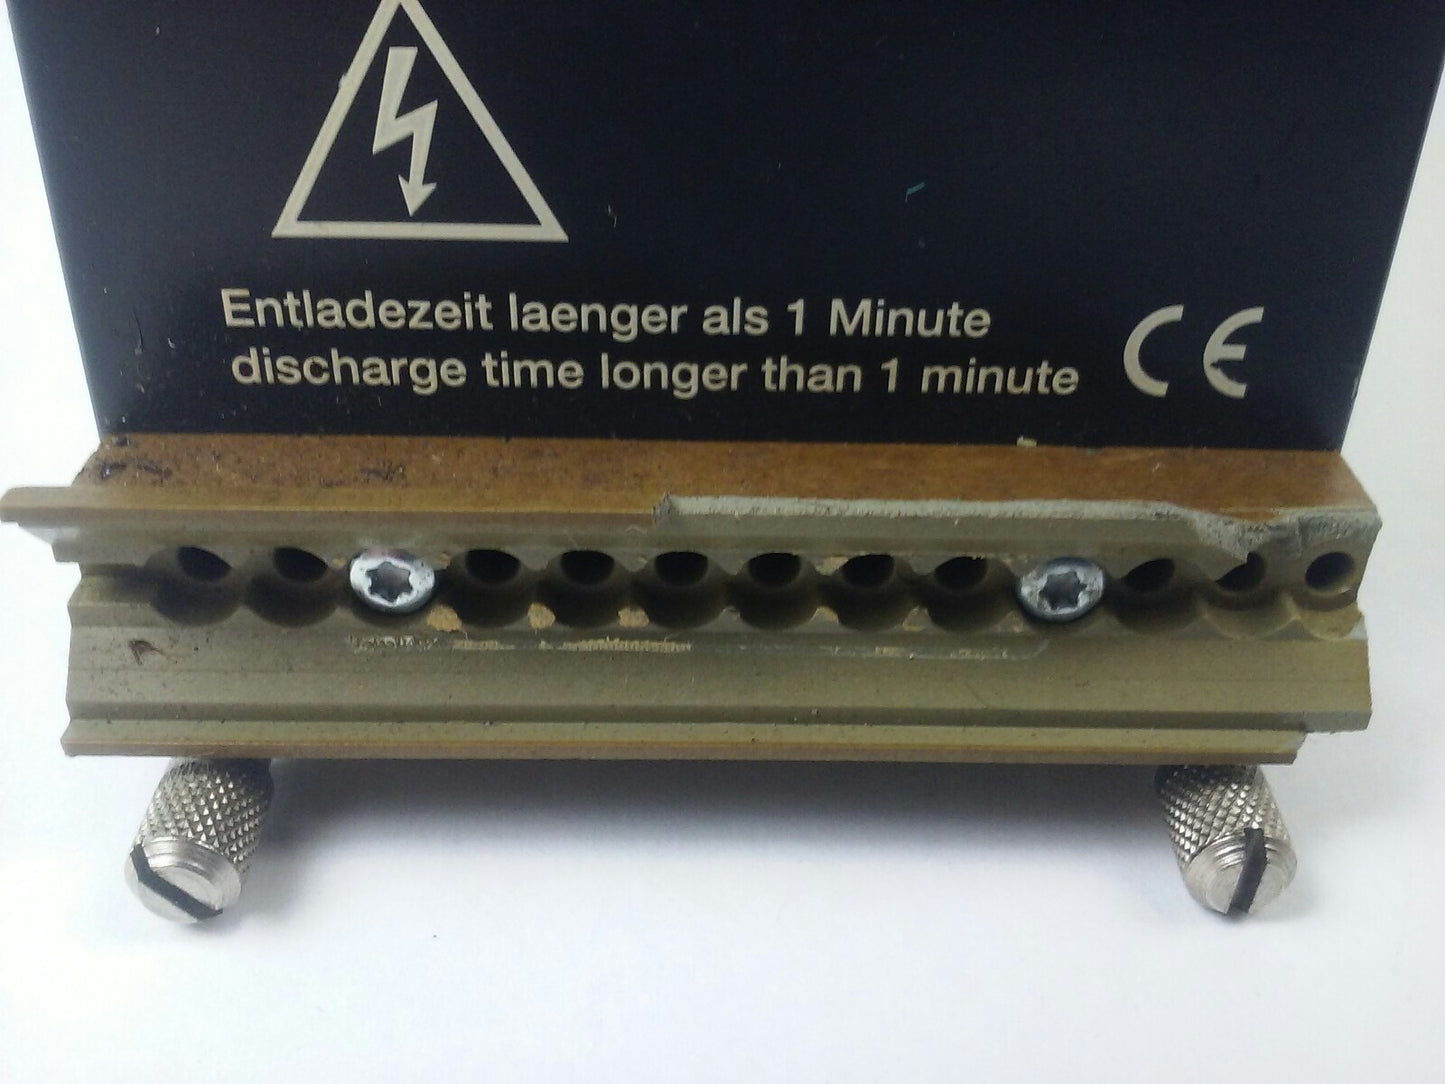 Entladezeit laenger als 1 Minute
discharge time longer than 1 minute
CE